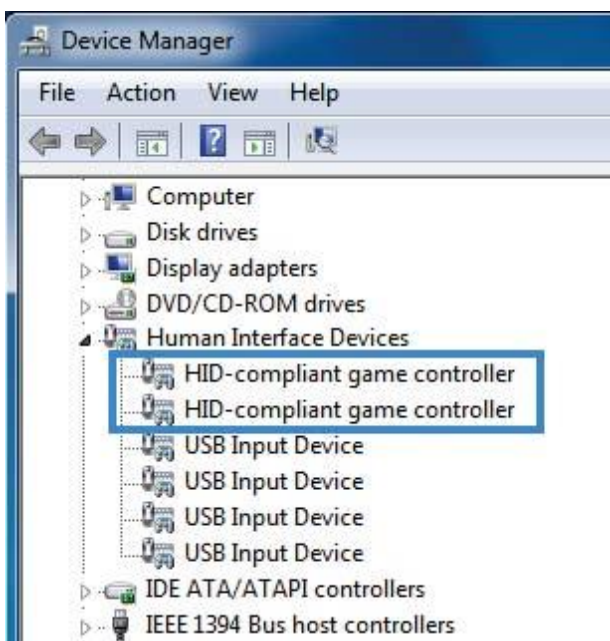 Device Manager
File Action View Help
Computer
Disk drives
Display adapters
DVD/CD-ROM drives
Human Interface Devices
HID-compliant game controller
HID-compliant game controller
USB Input Device
USB Input Device
USB Input Device
USB Input Device
IDE ATA/ATAPI controllers
IEEE 1394 Bus host controllers